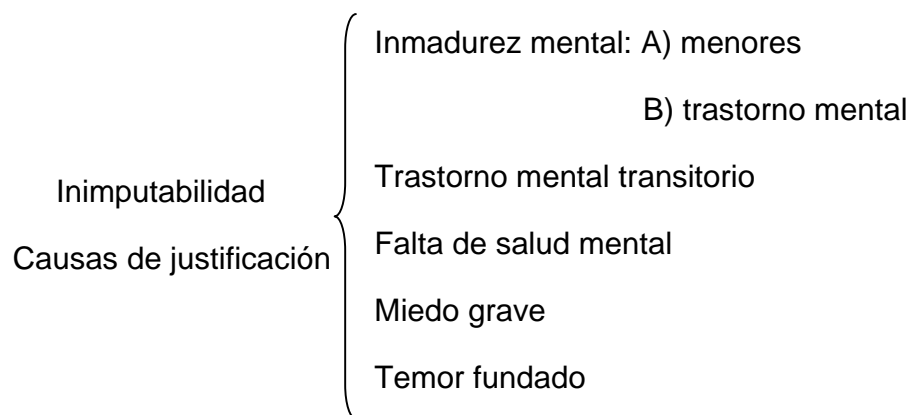 Inmadurez mental: A) menores
B) trastorno mental
Inimputabilidad
Causas de justificación
Trastorno mental transitorio
Falta de salud mental
Miedo grave
Temor fundado